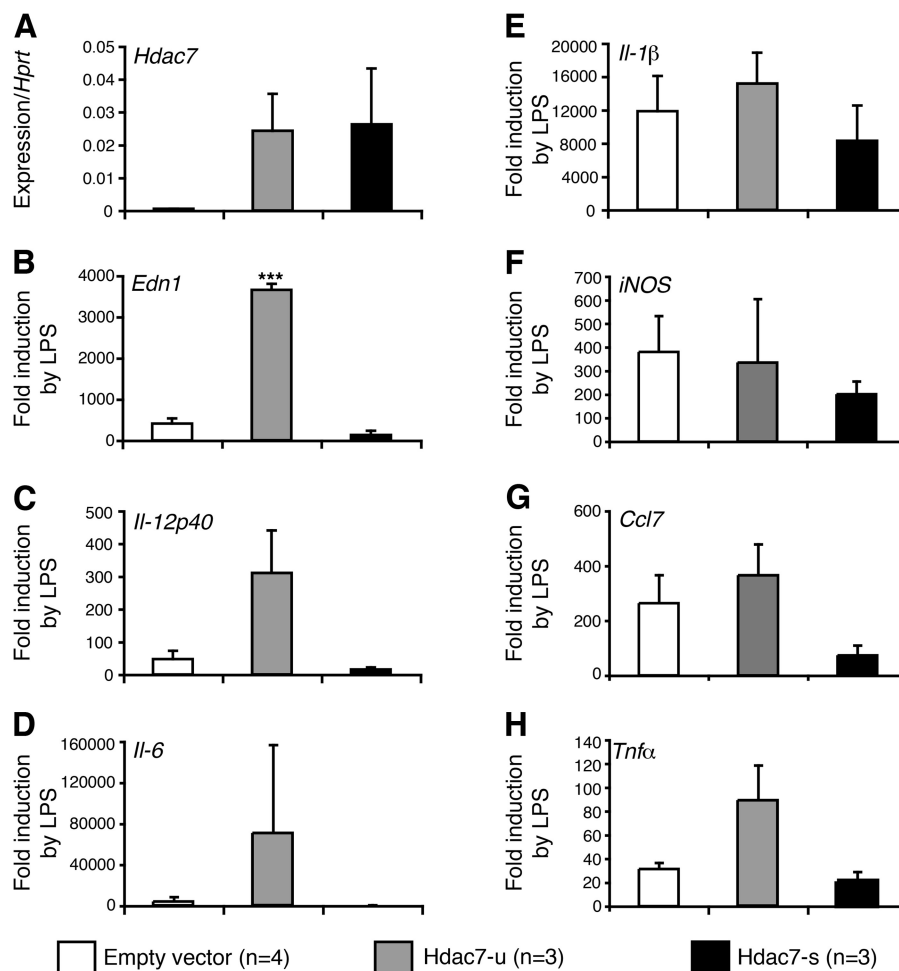 A
Hdac7
Expression/Hprt
0.05
0.04
0.03
0.02
0.01
0
B
Edn1
Fold induction
by LPS
4000
3000
2000
1000
0
***
C
Il-12p40
Fold induction
by LPS
500
400
300
200
100
0
D
Il-6
Fold induction
by LPS
160000
120000
80000
40000
0
E
Il-1β
Fold induction
by LPS
20000
16000
12000
8000
4000
0
F
iNOS
Fold induction
by LPS
700
600
500
400
300
200
100
0
G
Ccl7
Fold induction
by LPS
600
400
200
0
H
Tnfα
Fold induction
by LPS
140
120
100
80
60
40
20
0
Empty vector (n=4)
Hdac7-u (n=3)
Hdac7-s (n=3)